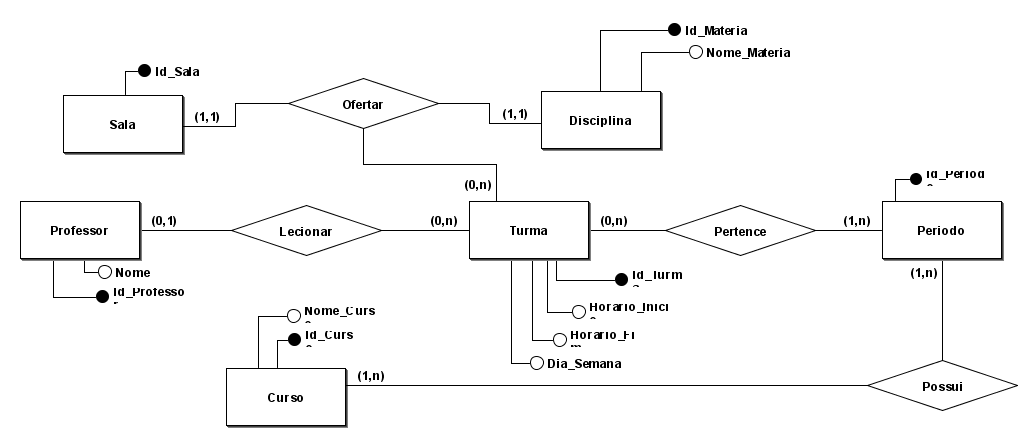 Id_Materia
Nome_Materia
Id_Sala
Sala
(1,1)
Ofertar
(1,1)
Disciplina
(0,n)
Id_Period
Professor
(0,1)
Lecionar
(0,n)
Turma
(0,n)
Pertence
(1,n)
Periodo
Nome
(1,n)
Id_Professo
Id_Turm
Horario_Inici
Nome_Curs
Id_Curs
Horario_Fi
m
Dia_Semana
(1,n)
Curso
Possui